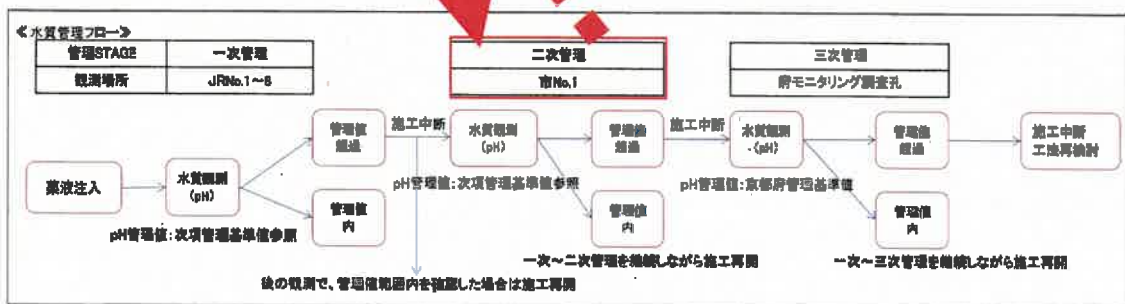 ≪水質管理フロー≫
管理STAGE 一次管理
観測場所 JRNo.1～8
二次管理
市No.1
三次管理
府モニタリング調査孔
薬液注入
水質観測
(pH)
管理値
超過
管理値
内
pH管理値：次項管理基準値参照
施工中断
水質観測
(pH)
管理値
超過
管理値
内
pH管理値：次項管理基準値参照
施工中断
水質観測
(pH)
管理値
超過
管理値
内
pH管理値：京都府管理基準値
施工中断
工法再検討
一次～二次管理を継続しながら施工再開
一次～三次管理を継続しながら施工再開
後の観測で、管理値範囲内を確認した場合は施工再開